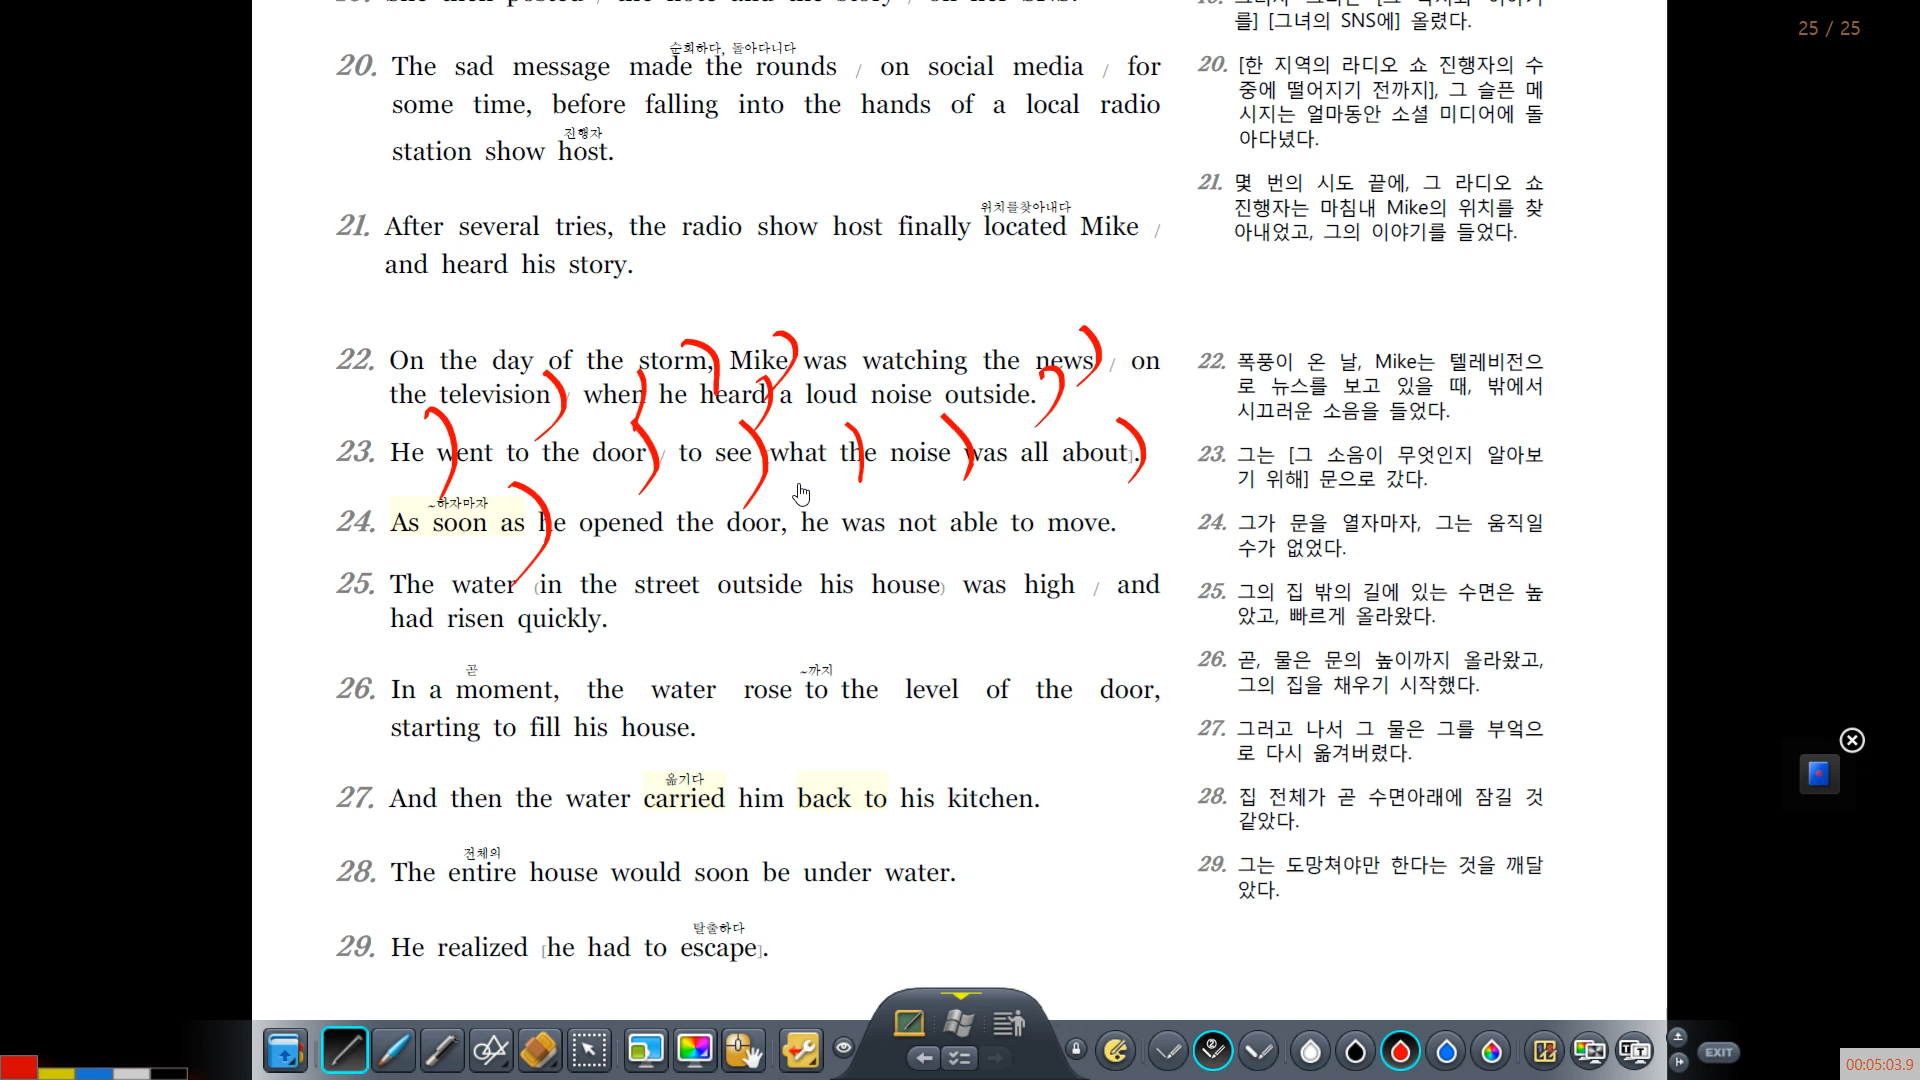 25 / 25
를] [그녀의 SNS에] 올렸다.
순회하다, 돌아다니다
20. The sad message made the rounds / on social media / for
some time, before falling into the hands of a local radio
진행자
station show host.
위치를찾아내다
21. After several tries, the radio show host finally located Mike /
and heard his story.
22. On the day of the storm, Mike was watching the news / on
the television / when he heard a loud noise outside.
23. He went to the door / to see [what the noise was all about].
~하자마자
24. As soon as he opened the door, he was not able to move.
25. The water (in the street outside his house) was high / and
had risen quickly.
곧 ~까지
26. In a moment, the water rose to the level of the door,
starting to fill his house.
옮기다
27. And then the water carried him back to his kitchen.
전체의
28. The entire house would soon be under water.
탈출하다
29. He realized [he had to escape].
20. [한 지역의 라디오 쇼 진행자의 수
중에 떨어지기 전까지], 그 슬픈 메
시지는 얼마동안 소셜 미디어에 돌
아다녔다.
21. 몇 번의 시도 끝에, 그 라디오 쇼
진행자는 마침내 Mike의 위치를 찾
아내었고, 그의 이야기를 들었다.
22. 폭풍이 온 날, Mike는 텔레비전으
로 뉴스를 보고 있을 때, 밖에서
시끄러운 소음을 들었다.
23. 그는 [그 소음이 무엇인지 알아보
기 위해] 문으로 갔다.
24. 그가 문을 열자마자, 그는 움직일
수가 없었다.
25. 그의 집 밖의 길에 있는 수면은 높
았고, 빠르게 올라왔다.
26. 곧, 물은 문의 높이까지 올라왔고,
그의 집을 채우기 시작했다.
27. 그러고 나서 그 물은 그를 부엌으
로 다시 옮겨버렸다.
28. 집 전체가 곧 수면아래에 잠길 것
같았다.
29. 그는 도망쳐야만 한다는 것을 깨달
았다.
EXIT
00:05:03.9